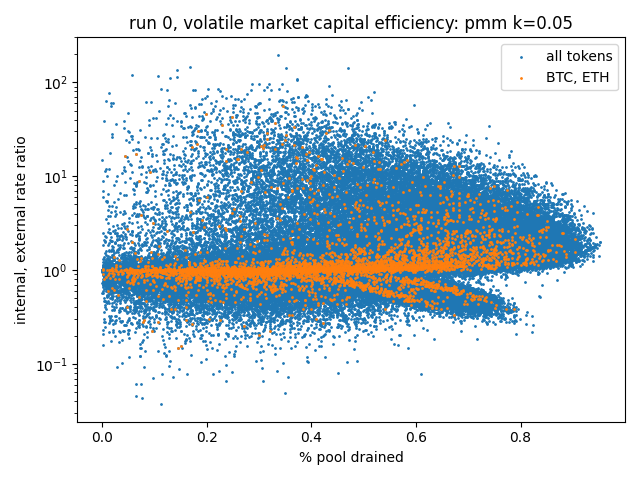 run 0, volatile market capital efficiency: pmm k=0.05
all tokens
BTC, ETH
internal, external rate ratio
10²
10¹
10⁰
10⁻¹
0.0 0.2 0.4 0.6 0.8
% pool drained